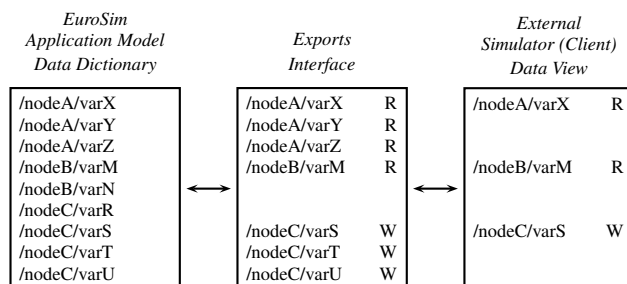 EuroSim
Application Model
Data Dictionary
/nodeA/varX
/nodeA/varY
/nodeA/varZ
/nodeB/varM
/nodeB/varN
/nodeC/varR
/nodeC/varS
/nodeC/varT
/nodeC/varU
Exports
Interface
/nodeA/varX R
/nodeA/varY R
/nodeA/varZ R
/nodeB/varM R
/nodeC/varS W
/nodeC/varT W
/nodeC/varU W
External
Simulator (Client)
Data View
/nodeA/varX R
/nodeB/varM R
/nodeC/varS W